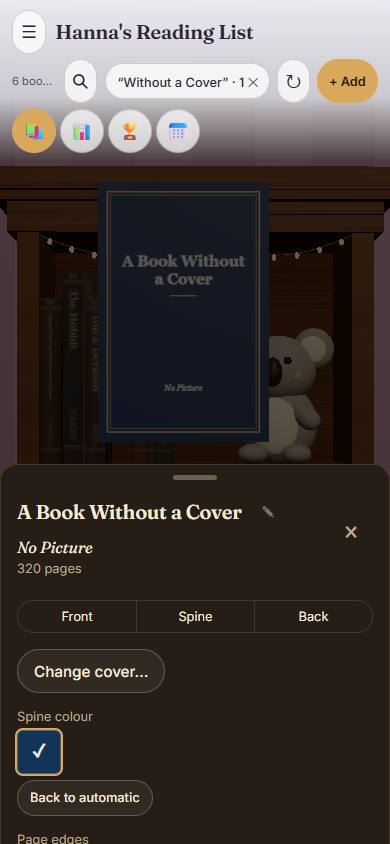 Hanna's Reading List
6 boo...
“Without a Cover” · 1
+ Add
A Book Without
a Cover
No Picture
The Hobbit
A Book Without a Cover
No Picture
320 pages
Front
Spine
Back
Change cover...
Spine colour
Back to automatic
Page edges